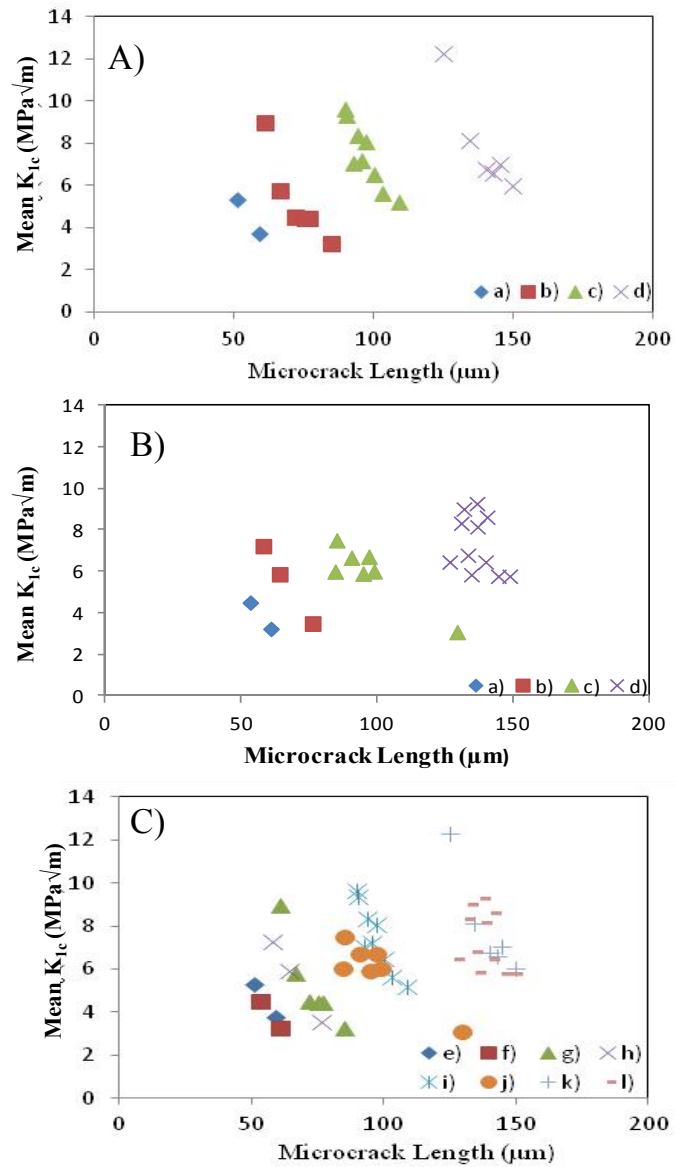 A)
14
12
10
8
6
4
2
0
Mean K1c (MPa√m)
a) b) c) d)
0 50 100 150 200
Microcrack Length (µm)
B)
14
12
10
8
6
4
2
0
Mean K1c (MPa√m)
a) b) c) d)
0 50 100 150 200
Microcrack Length (µm)
C)
14
12
10
8
6
4
2
0
Mean K1c (MPa√m)
e) f) g) h)
i) j) k) l)
0 50 100 150 200
Microcrack Length (µm)